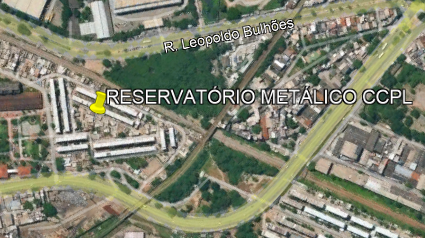 R. Leopoldo Bulhões
RESERVATÓRIO METÁLICO CCPL